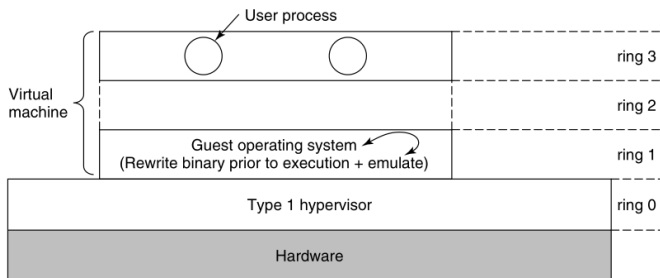 User process
ring 3
Virtual
machine
ring 2
Guest operating system
(Rewrite binary prior to execution + emulate)
ring 1
Type 1 hypervisor
ring 0
Hardware